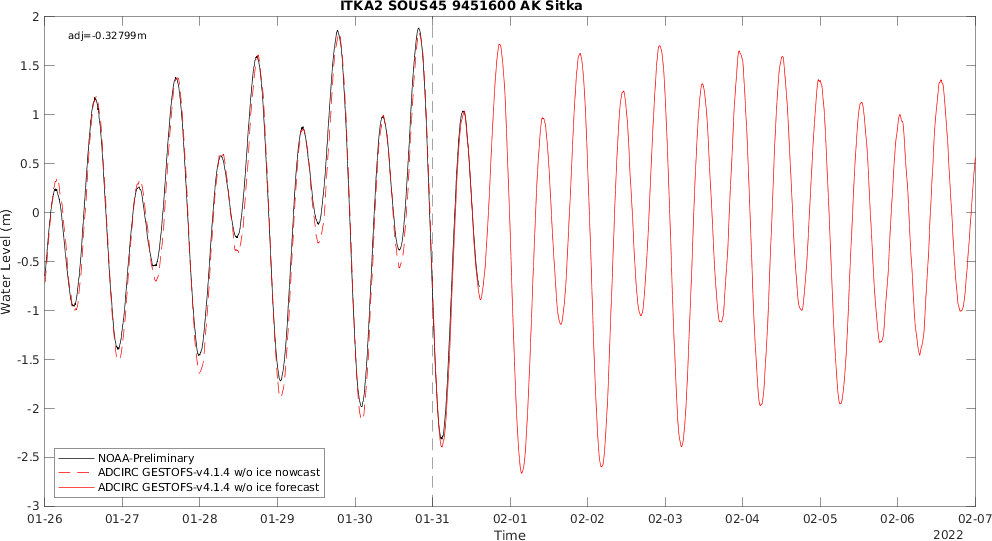 ITKA2 SOUS45 9451600 AK Sitka
adj=-0.32799m
2
1.5
1
0.5
0
-0.5
-1
-1.5
-2
-2.5
-3
Water Level (m)
NOAA-Preliminary
ADCIRC GESTOFS-v4.1.4 w/o ice nowcast
ADCIRC GESTOFS-v4.1.4 w/o ice forecast
01-26 01-27 01-28 01-29 01-30 01-31 02-01 02-02 02-03 02-04 02-05 02-06 02-07
Time
2022